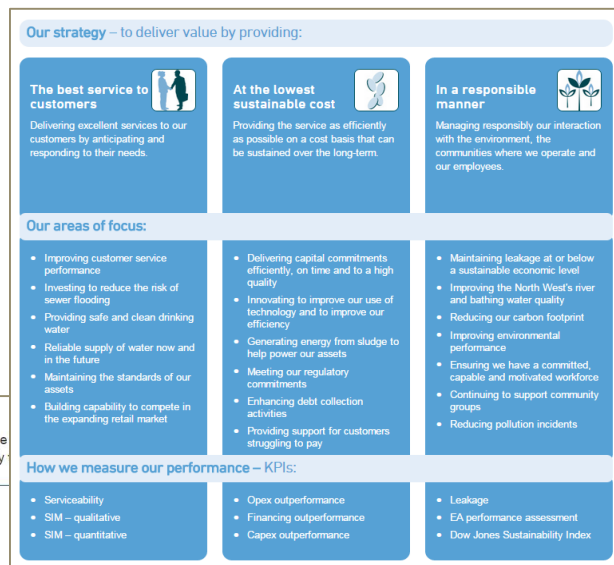 Our strategy – to deliver value by providing:
The best service to
customers
Delivering excellent services to our
customers by anticipating and
responding to their needs.
At the lowest
sustainable cost
Providing the service as efficiently
as possible on a cost basis that can
be sustained over the long-term.
In a responsible
manner
Managing responsibly our interaction
with the environment, the
communities where we operate and
our employees.
Our areas of focus:
• Improving customer service
performance
• Investing to reduce the risk of
sewer flooding
• Providing safe and clean drinking
water
• Reliable supply of water now and
in the future
• Maintaining the standards of our
assets
• Building capability to compete in
the expanding retail market
• Delivering capital commitments
efficiently, on time and to a high
quality
• Innovating to improve our use of
technology and to improve our
efficiency
• Generating energy from sludge to
help power our assets
• Meeting our regulatory
commitments
• Enhancing debt collection
activities
• Providing support for customers
struggling to pay
• Maintaining leakage at or below
a sustainable economic level
• Improving the North West's river
and bathing water quality
• Reducing our carbon footprint
• Improving environmental
performance
• Ensuring we have a committed,
capable and motivated workforce
• Continuing to support community
groups
• Reducing pollution incidents
How we measure our performance – KPIs:
• Serviceability
• SIM – qualitative
• SIM – quantitative
• Opex outperformance
• Financing outperformance
• Capex outperformance
• Leakage
• EA performance assessment
• Dow Jones Sustainability Index